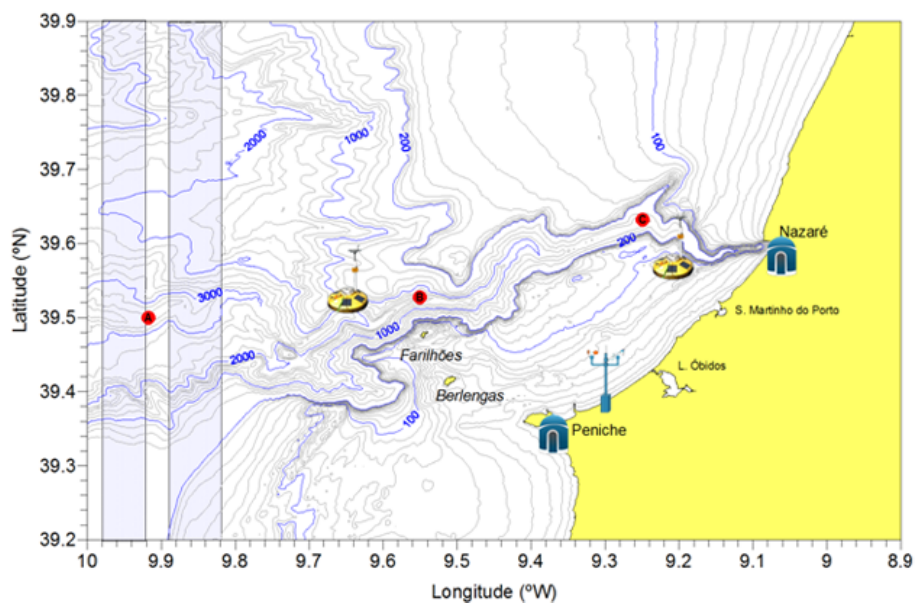 39.9
39.8
39.7
39.6
39.5
39.4
39.3
39.2
Latitude (ºN)
2000
1000
200
100
C
Nazaré
200
3000
B
A
S. Martinho do Porto
1000
Farilhões
2000
L. Óbidos
Berlengas
100
Peniche
10
9.9
9.8
9.7
9.6
9.5
9.4
9.3
9.2
9.1
9
8.9
Longitude (ºW)